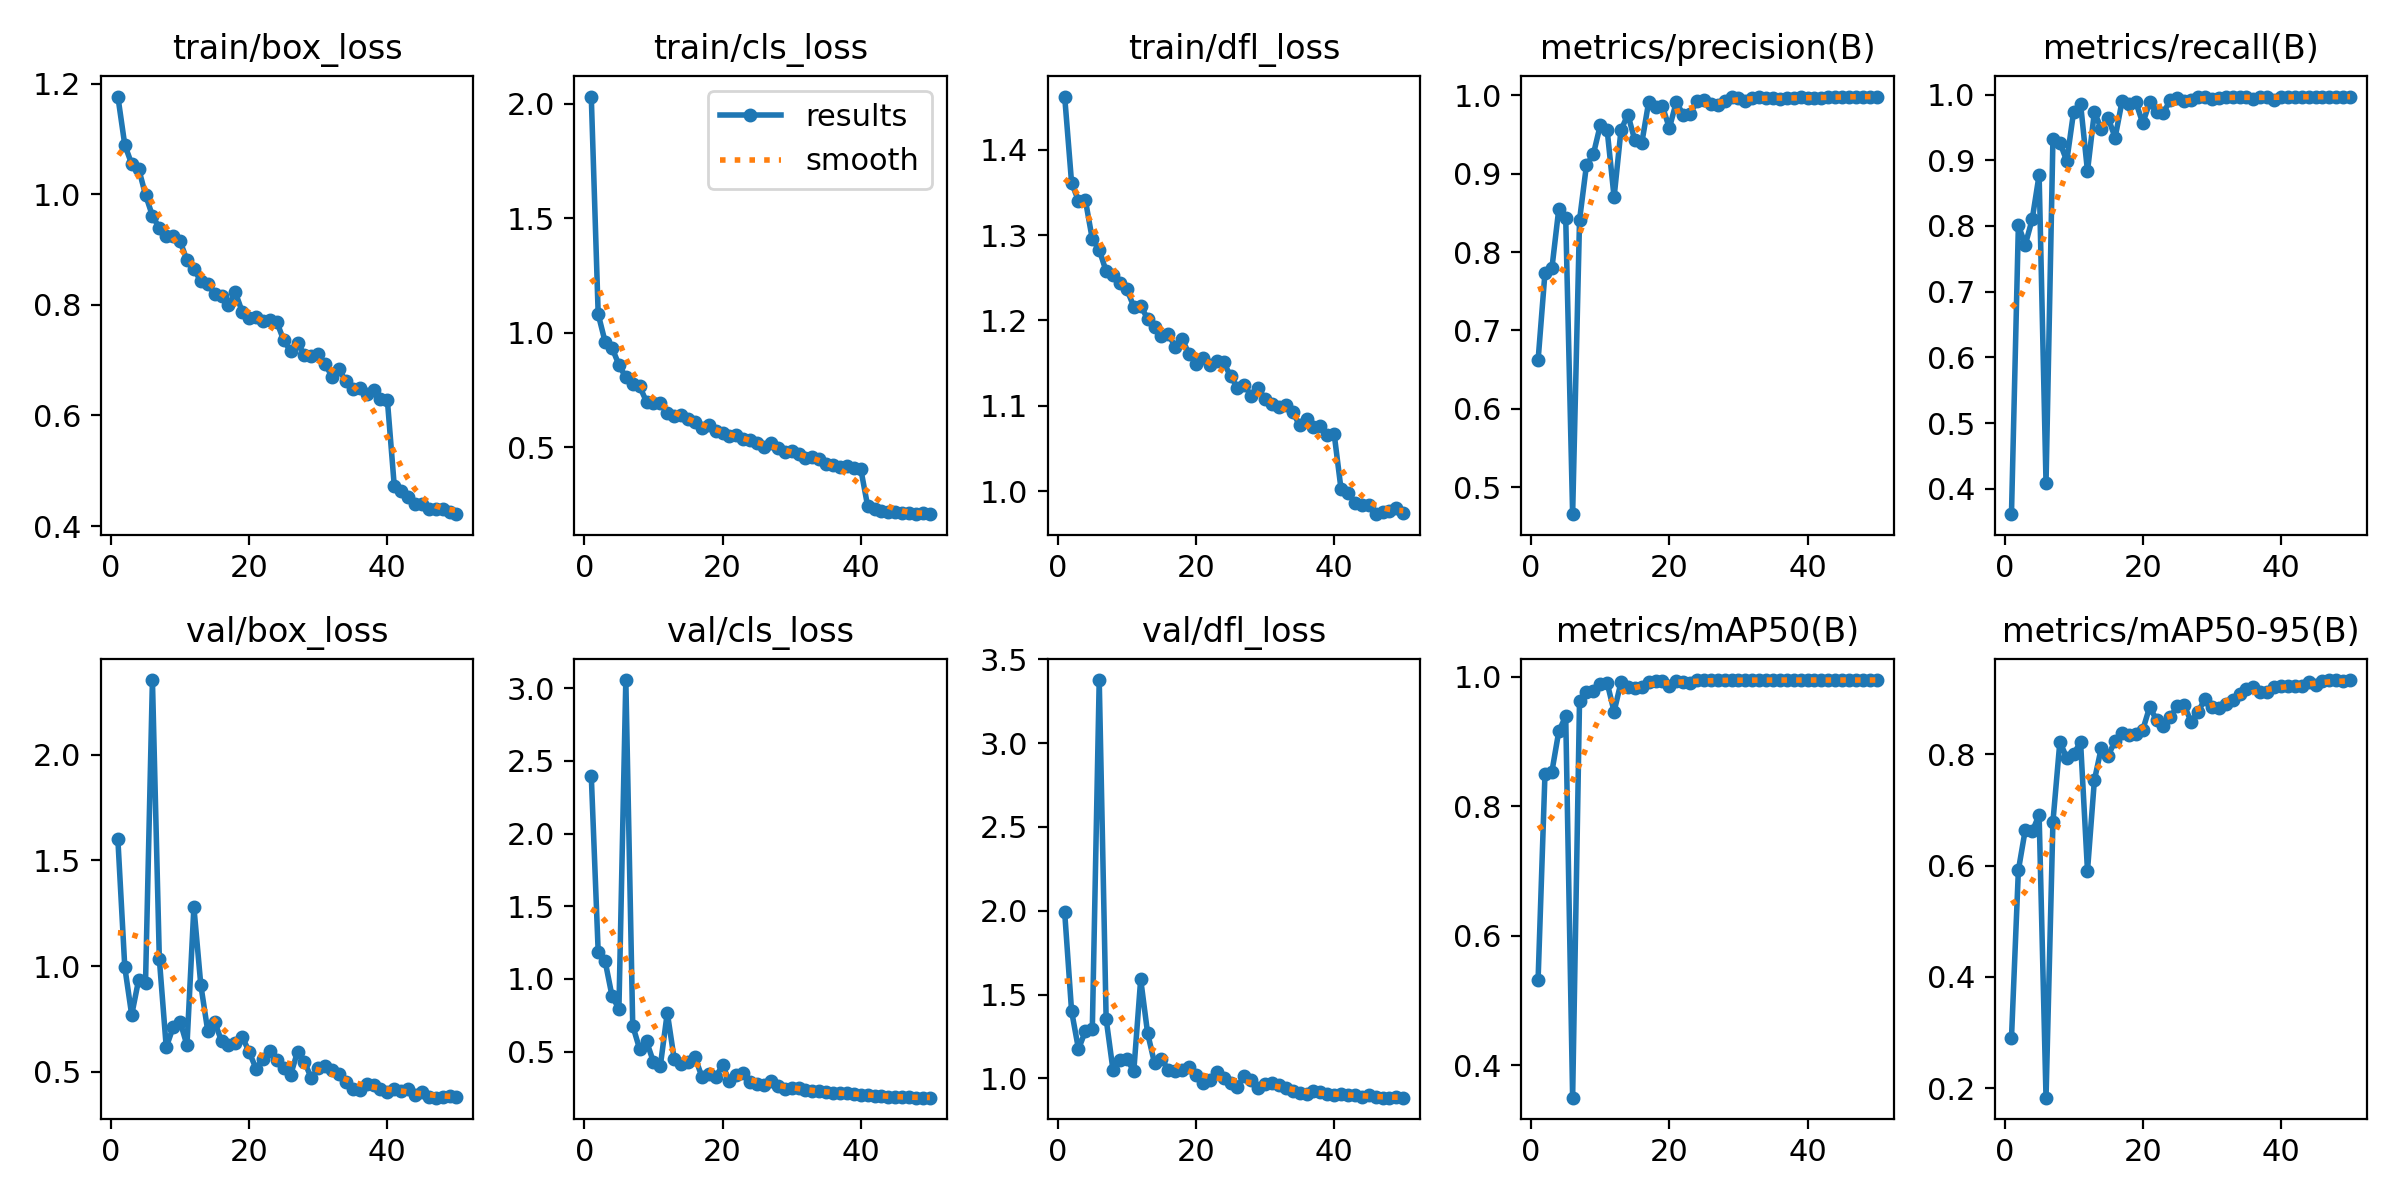 train/box_loss
1.2
1.0
0.8
0.6
0.4
0 20 40
train/cls_loss
results
smooth
2.0
1.5
1.0
0.5
0 20 40
train/dfl_loss
1.4
1.3
1.2
1.1
1.0
0 20 40
metrics/precision(B)
1.0
0.9
0.8
0.7
0.6
0.5
0 20 40
metrics/recall(B)
1.0
0.9
0.8
0.7
0.6
0.5
0.4
0 20 40
val/box_loss
2.0
1.5
1.0
0.5
0 20 40
val/cls_loss
3.0
2.5
2.0
1.5
1.0
0.5
0 20 40
val/dfl_loss
3.5
3.0
2.5
2.0
1.5
1.0
0 20 40
metrics/mAP50(B)
1.0
0.8
0.6
0.4
0 20 40
metrics/mAP50-95(B)
0.8
0.6
0.4
0.2
0 20 40